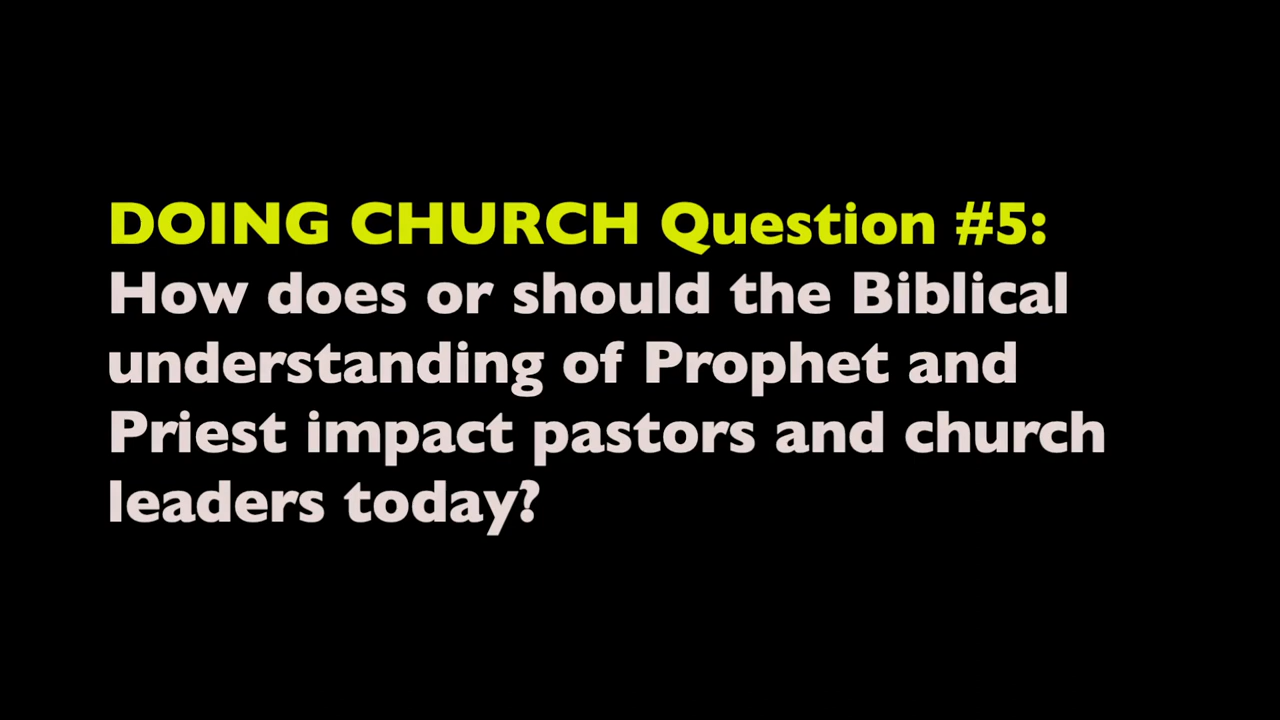 DOING CHURCH Question #5:
How does or should the Biblical
understanding of Prophet and
Priest impact pastors and church
leaders today?